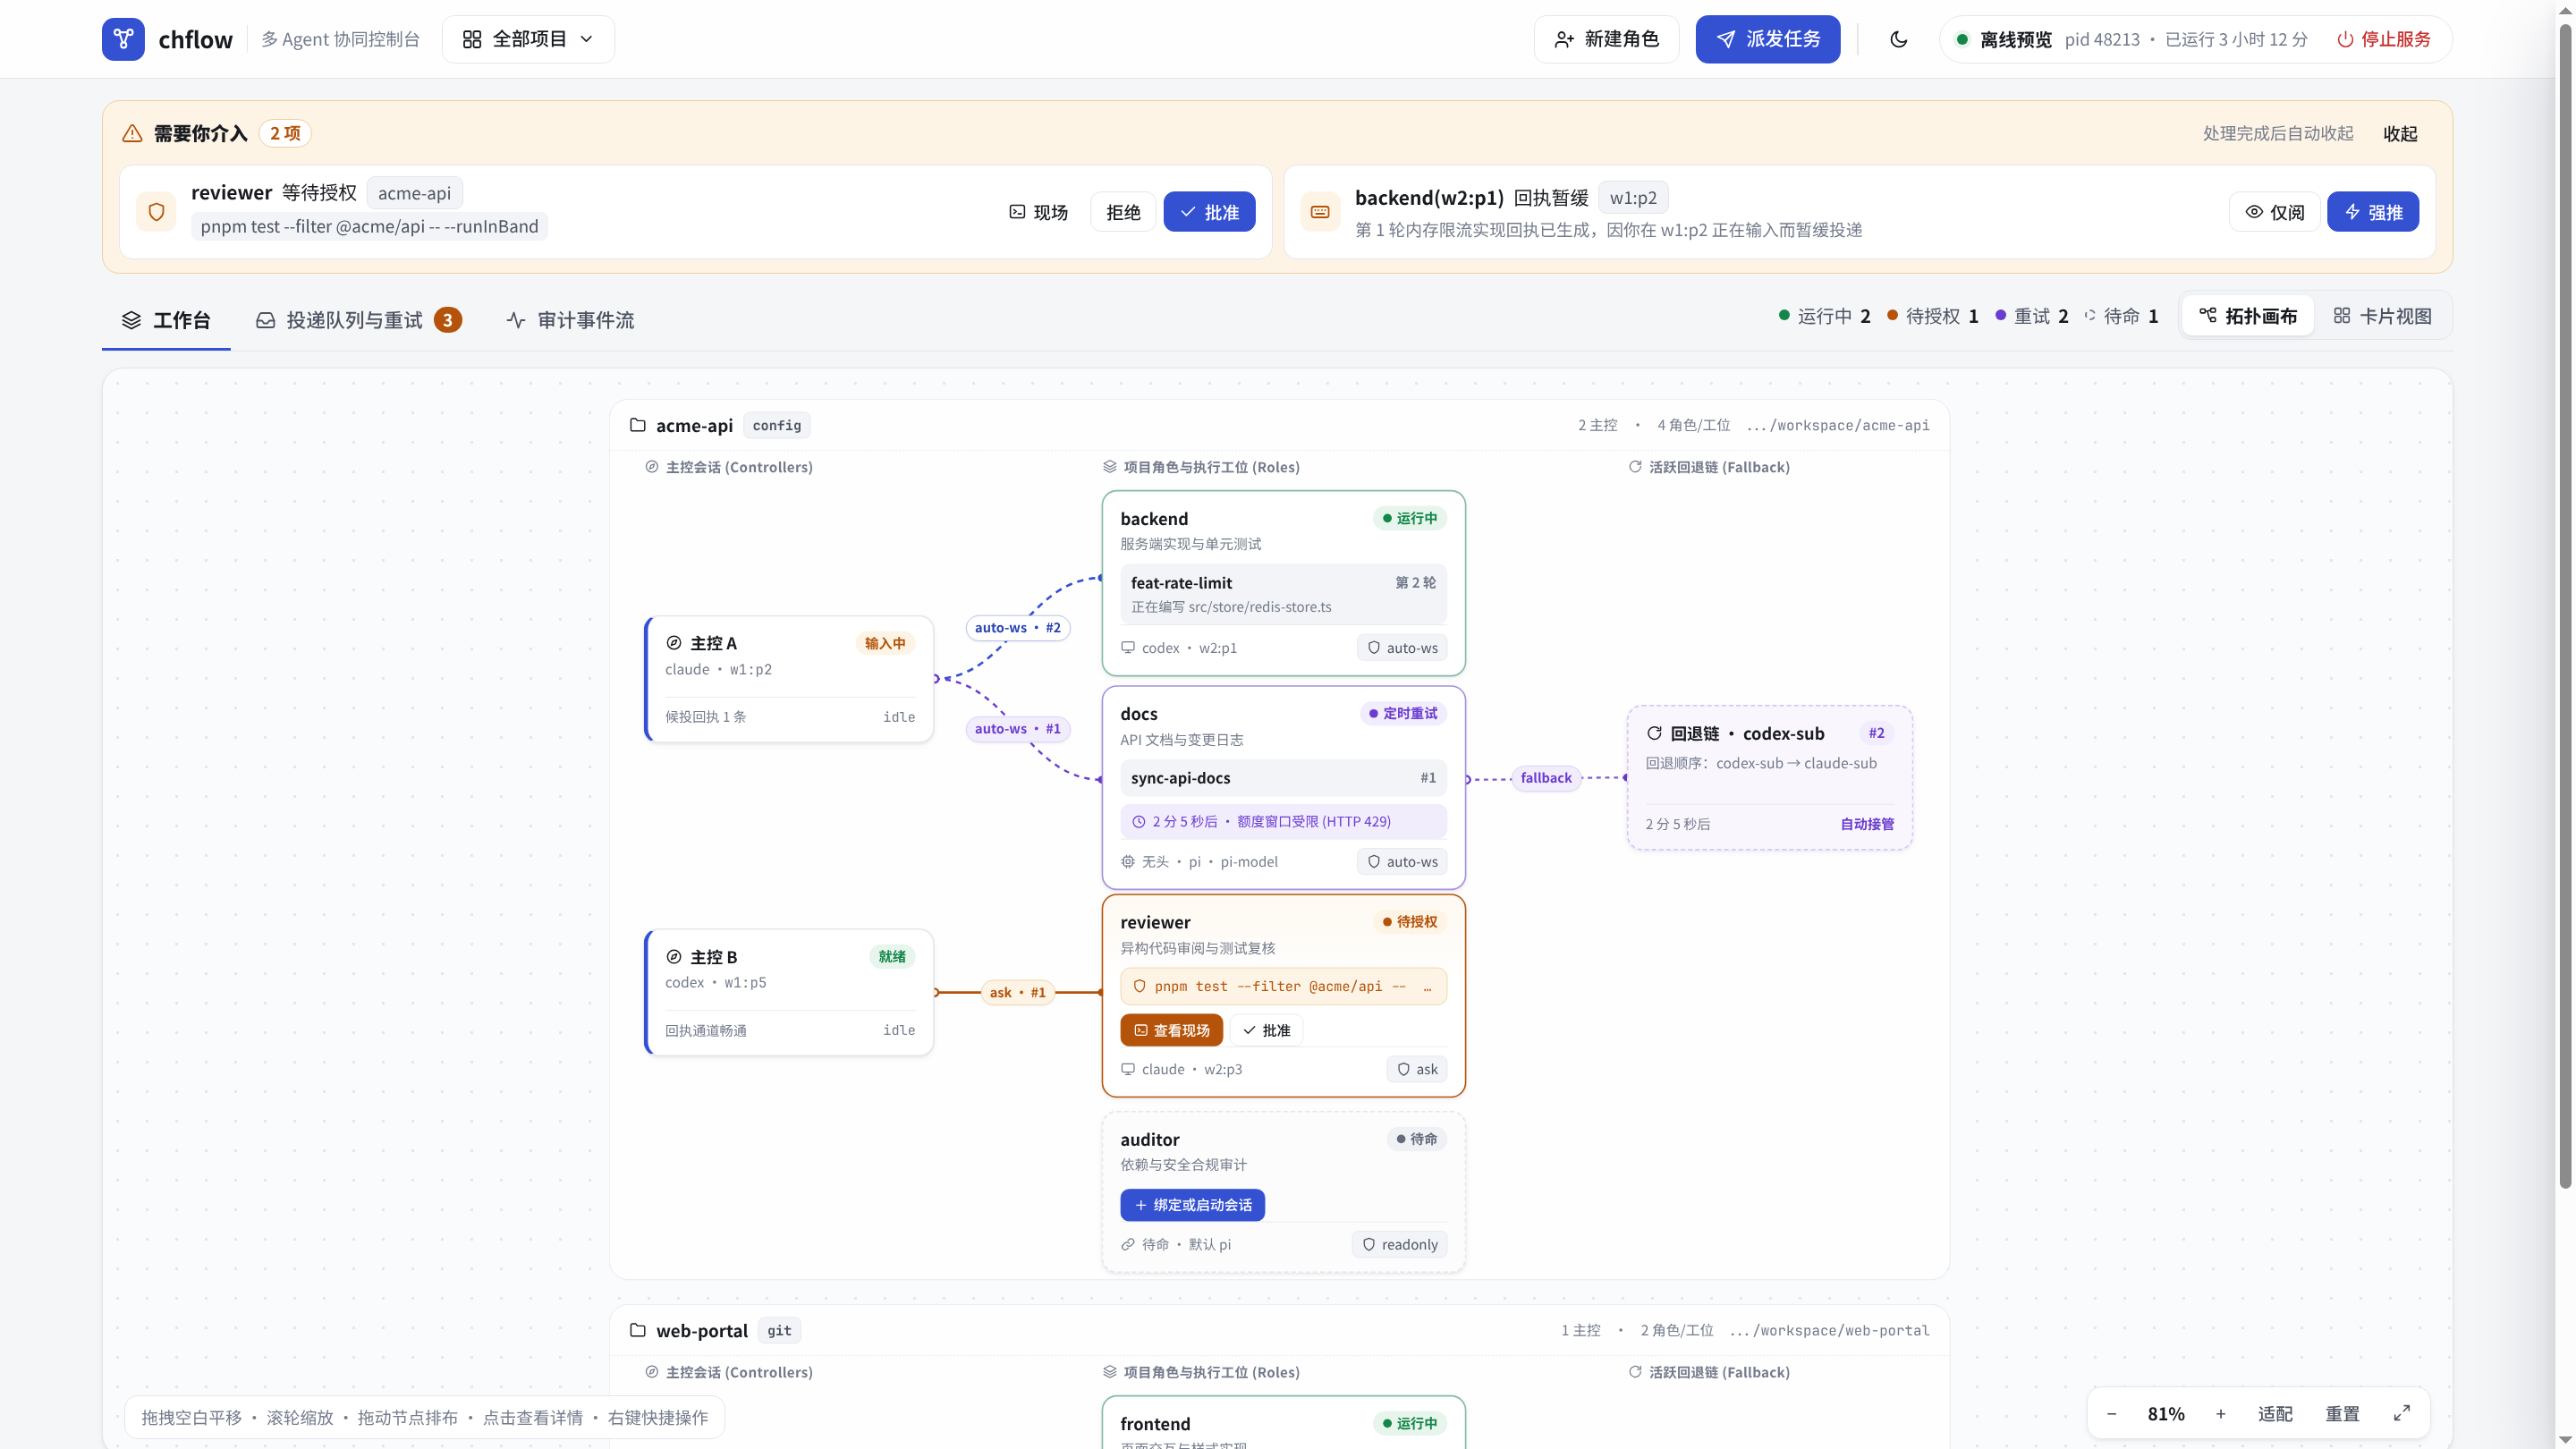 chflow 多 Agent 协同控制台 全部项目 新建角色 派发任务 离线预览 pid 48213 • 已运行 3 小时 12 分 停止服务
需要你介入 2 项 处理完成后自动收起 收起
reviewer 等待授权 acme-api
pnpm test --filter @acme/api -- --runInBand
现场 拒绝 批准
backend(w2:p1) 回执暂缓 w1:p2
第 1 轮内存限流实现回执已生成，因你在 w1:p2 正在输入而暂缓投递
仅阅 强推
工作台 投递队列与重试 3 审计事件流 运行中 2 待授权 1 重试 2 待命 1 拓扑画布 卡片视图
acme-api config 2 主控 • 4 角色/工位 .../workspace/acme-api
主控会话 (Controllers) 项目角色与执行工位 (Roles) 活跃回退链 (Fallback)
主控 A 输入中
claude • w1:p2
候投回执 1 条 idle
auto-ws • #2
auto-ws • #1
backend 运行中
服务端实现与单元测试
feat-rate-limit 第 2 轮
正在编写 src/store/redis-store.ts
codex • w2:p1 auto-ws
docs 定时重试
API 文档与变更日志
sync-api-docs #1
2 分 5 秒后 • 额度窗口受限 (HTTP 429)
无头 • pi • pi-model auto-ws
fallback
回退链 • codex-sub #2
回退顺序：codex-sub → claude-sub
2 分 5 秒后 自动接管
主控 B 就绪
codex • w1:p5
回执通道畅通 idle
ask • #1
reviewer 待授权
异构代码审阅与测试复核
pnpm test --filter @acme/api -- …
查看现场 批准
claude • w2:p3 ask
auditor 待命
依赖与安全合规审计
+ 绑定或启动会话
待命 • 默认 pi readonly
web-portal git 1 主控 • 2 角色/工位 .../workspace/web-portal
主控会话 (Controllers) 项目角色与执行工位 (Roles) 活跃回退链 (Fallback)
frontend 运行中
页面交互与样式实现
拖拽空白平移 • 滚轮缩放 • 拖动节点排布 • 点击查看详情 • 右键快捷操作
− 81% + 适配 重置